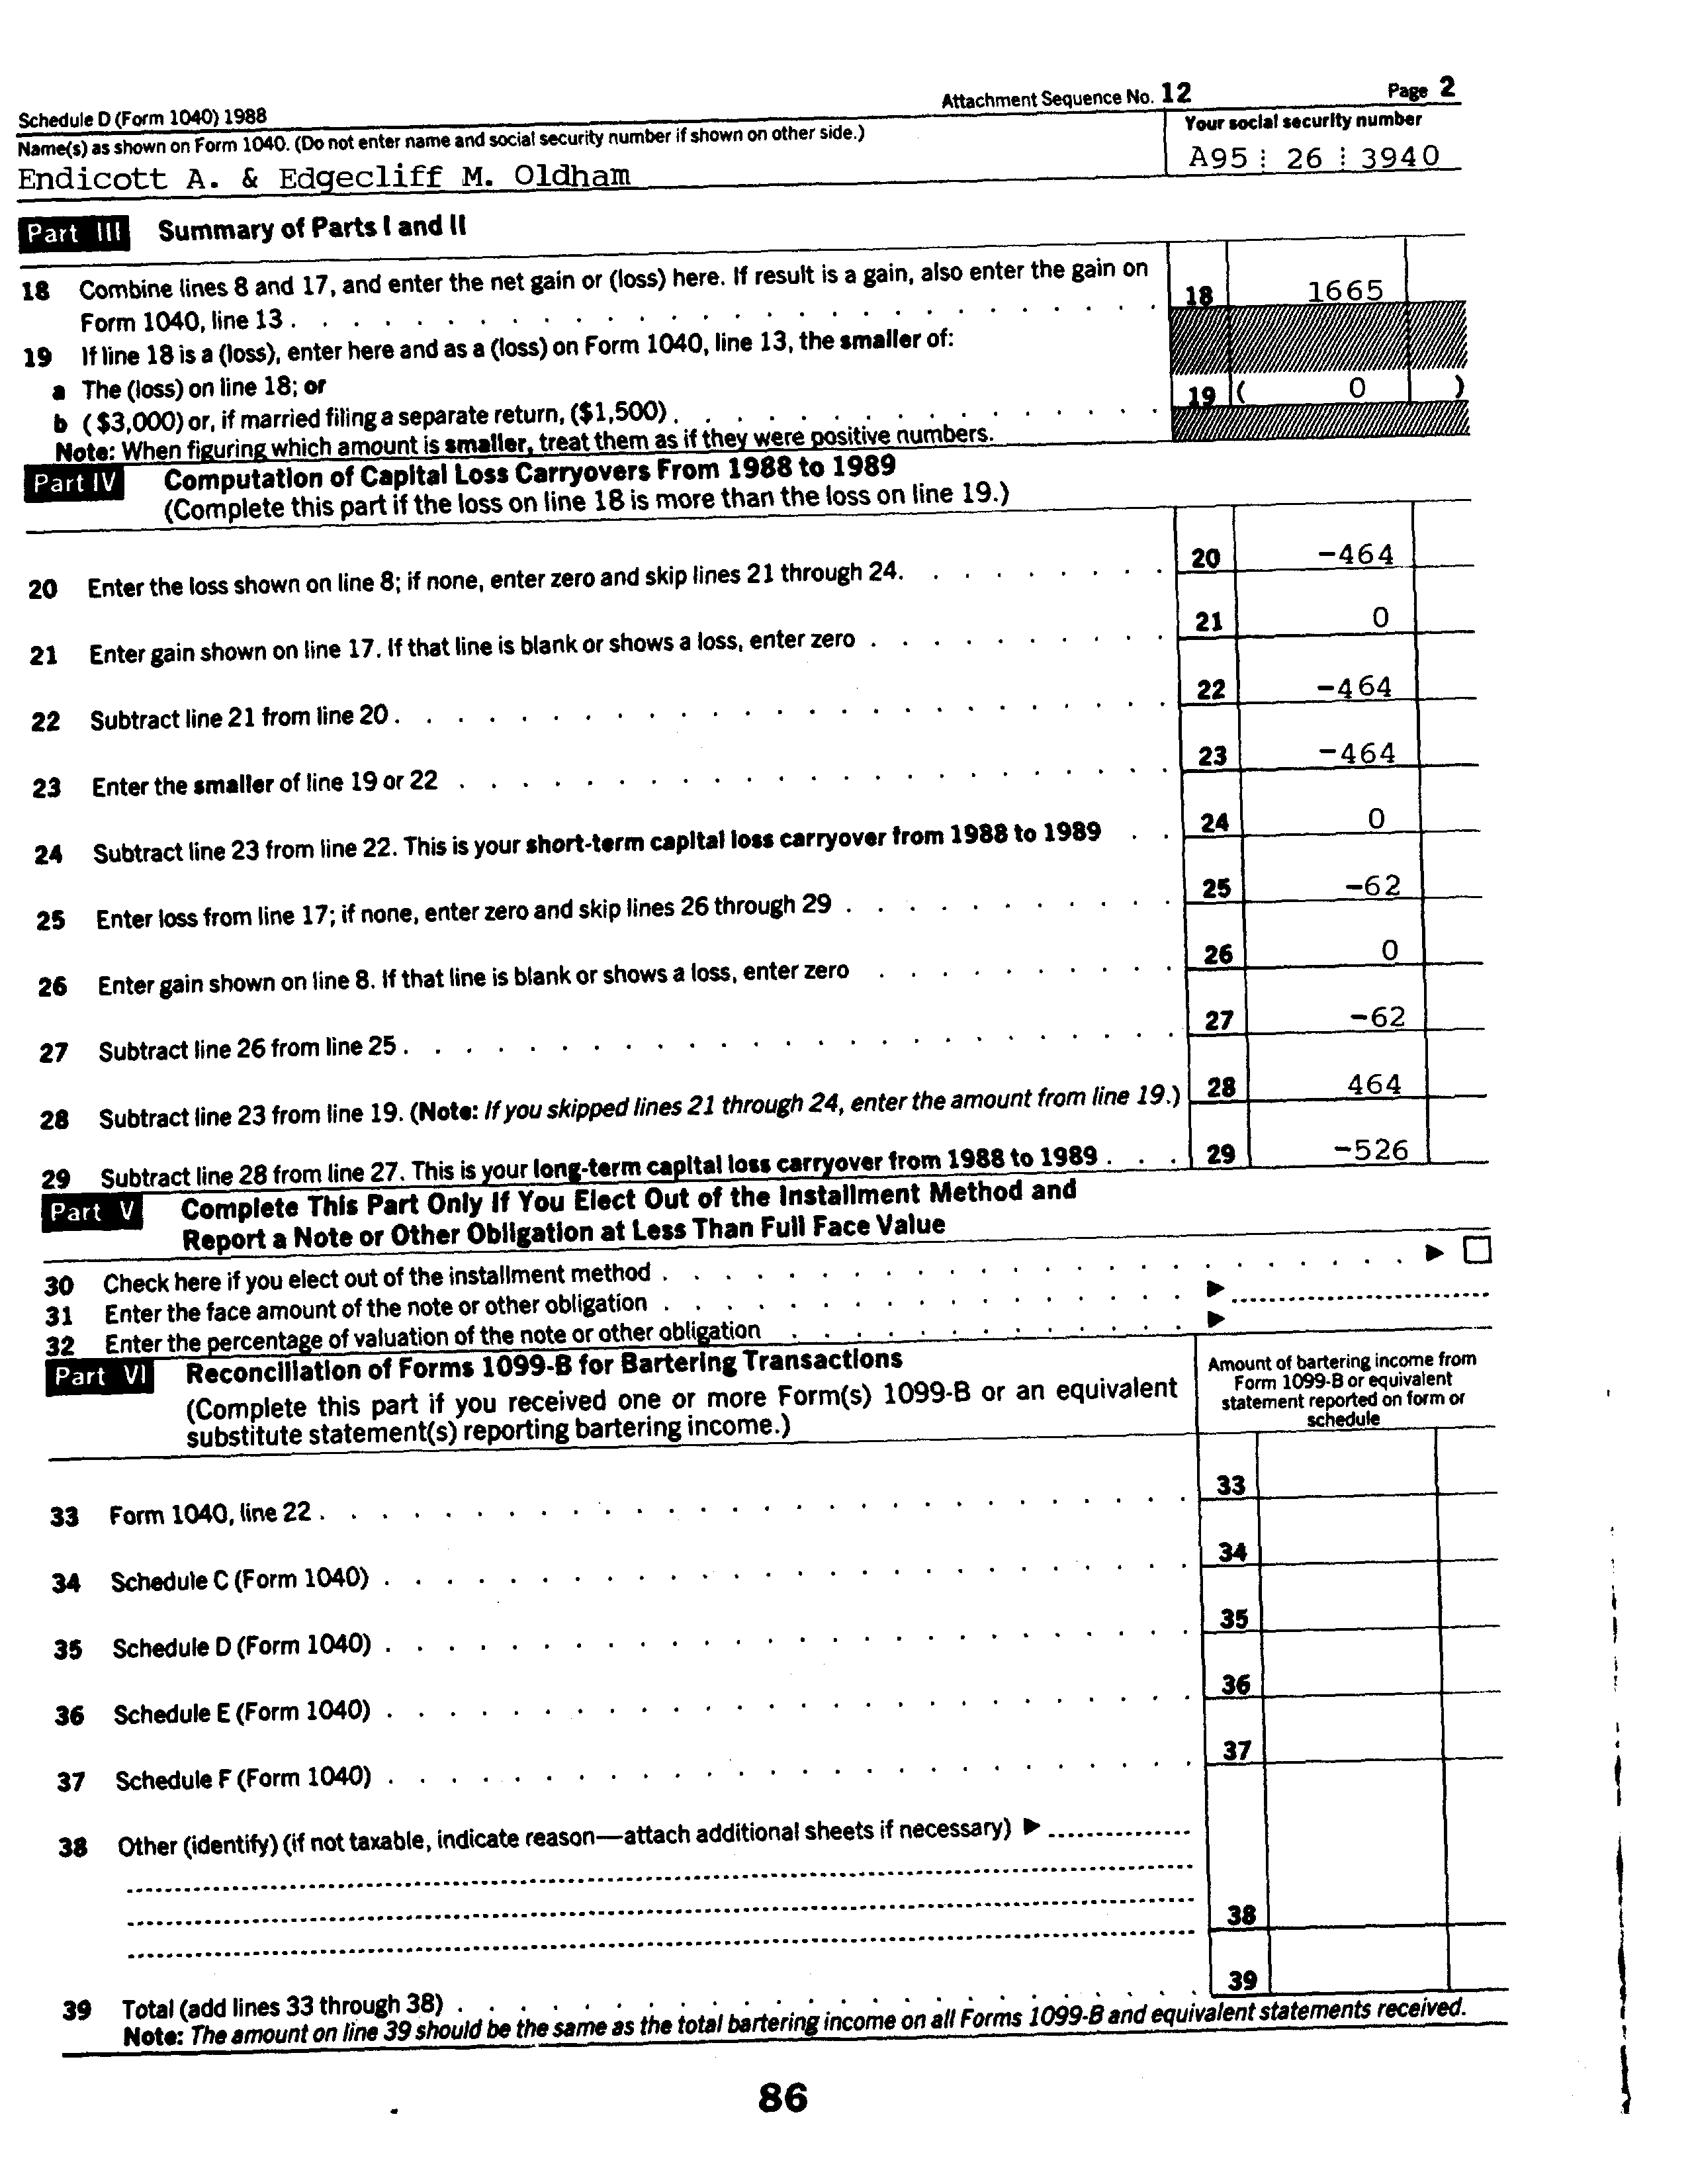 Schedule D (Form 1040) 1988 Attachment Sequence No. 12 Page 2
Name(s) as shown on Form 1040. (Do not enter name and social security number if shown on other side.) Your social security number
Endicott A. & Edgecliff M. Oldham A95 26 3940
Part III Summary of Parts I and II
18 Combine lines 8 and 17, and enter the net gain or (loss) here. If result is a gain, also enter the gain on
Form 1040, line 13 . 18 1665
19 If line 18 is a (loss), enter here and as a (loss) on Form 1040, line 13, the smaller of:
a The (loss) on line 18; or
b ($3,000) or, if married filing a separate return, ($1,500) . 19 ( 0 )
Note: When figuring which amount is smaller, treat them as if they were positive numbers.
Part IV Computation of Capital Loss Carryovers From 1988 to 1989
(Complete this part if the loss on line 18 is more than the loss on line 19.)
20 Enter the loss shown on line 8; if none, enter zero and skip lines 21 through 24. 20 -464
21 Enter gain shown on line 17. If that line is blank or shows a loss, enter zero . 21 0
22 Subtract line 21 from line 20 . 22 -464
23 Enter the smaller of line 19 or 22 . 23 -464
24 Subtract line 23 from line 22. This is your short-term capital loss carryover from 1988 to 1989 . 24 0
25 Enter loss from line 17; if none, enter zero and skip lines 26 through 29 . 25 -62
26 Enter gain shown on line 8. If that line is blank or shows a loss, enter zero . 26 0
27 Subtract line 26 from line 25 . 27 -62
28 Subtract line 23 from line 19. (Note: If you skipped lines 21 through 24, enter the amount from line 19.) 28 464
29 Subtract line 28 from line 27. This is your long-term capital loss carryover from 1988 to 1989 . 29 -526
Part V Complete This Part Only If You Elect Out of the Installment Method and
Report a Note or Other Obligation at Less Than Full Face Value
30 Check here if you elect out of the installment method . ▶ ☐
31 Enter the face amount of the note or other obligation . ▶
32 Enter the percentage of valuation of the note or other obligation . ▶
Part VI Reconciliation of Forms 1099-B for Bartering Transactions
(Complete this part if you received one or more Form(s) 1099-B or an equivalent
substitute statement(s) reporting bartering income.)
Amount of bartering income from
Form 1099-B or equivalent
statement reported on form or
schedule
33 Form 1040, line 22 . 33
34 Schedule C (Form 1040) . 34
35 Schedule D (Form 1040) . 35
36 Schedule E (Form 1040) . 36
37 Schedule F (Form 1040) . 37
38 Other (identify) (if not taxable, indicate reason—attach additional sheets if necessary) ▶
38
39 Total (add lines 33 through 38) . 39
Note: The amount on line 39 should be the same as the total bartering income on all Forms 1099-B and equivalent statements received.
86